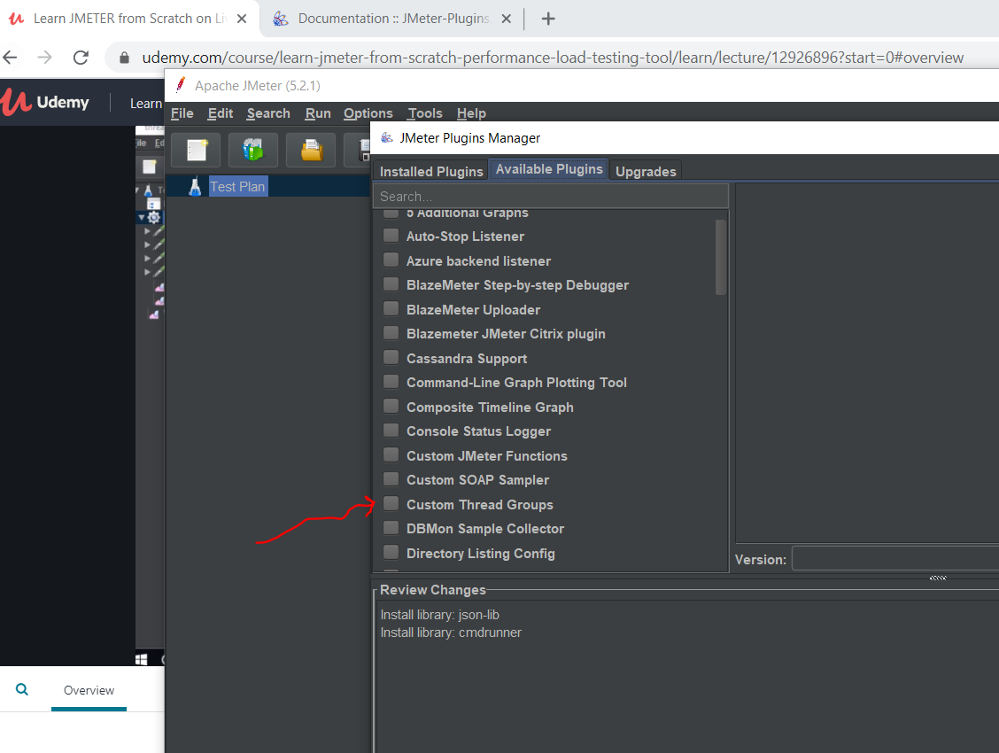 Learn JMETER from Scratch on Li
Documentation :: JMeter-Plugins.
udemy.com/course/learn-jmeter-from-scratch-performance-load-testing-tool/learn/lecture/12926896?start=0#overview
Udemy
Learn
Apache JMeter (5.2.1)
File Edit Search Run Options Tools Help
JMeter Plugins Manager
Installed Plugins Available Plugins Upgrades
Test Plan
Search...
5 Additional Graphs
Auto-Stop Listener
Azure backend listener
BlazeMeter Step-by-step Debugger
BlazeMeter Uploader
Blazemeter JMeter Citrix plugin
Cassandra Support
Command-Line Graph Plotting Tool
Composite Timeline Graph
Console Status Logger
Custom JMeter Functions
Custom SOAP Sampler
Custom Thread Groups
DBMon Sample Collector
Directory Listing Config
Version:
Review Changes
Install library: json-lib
Install library: cmdrunner
Overview